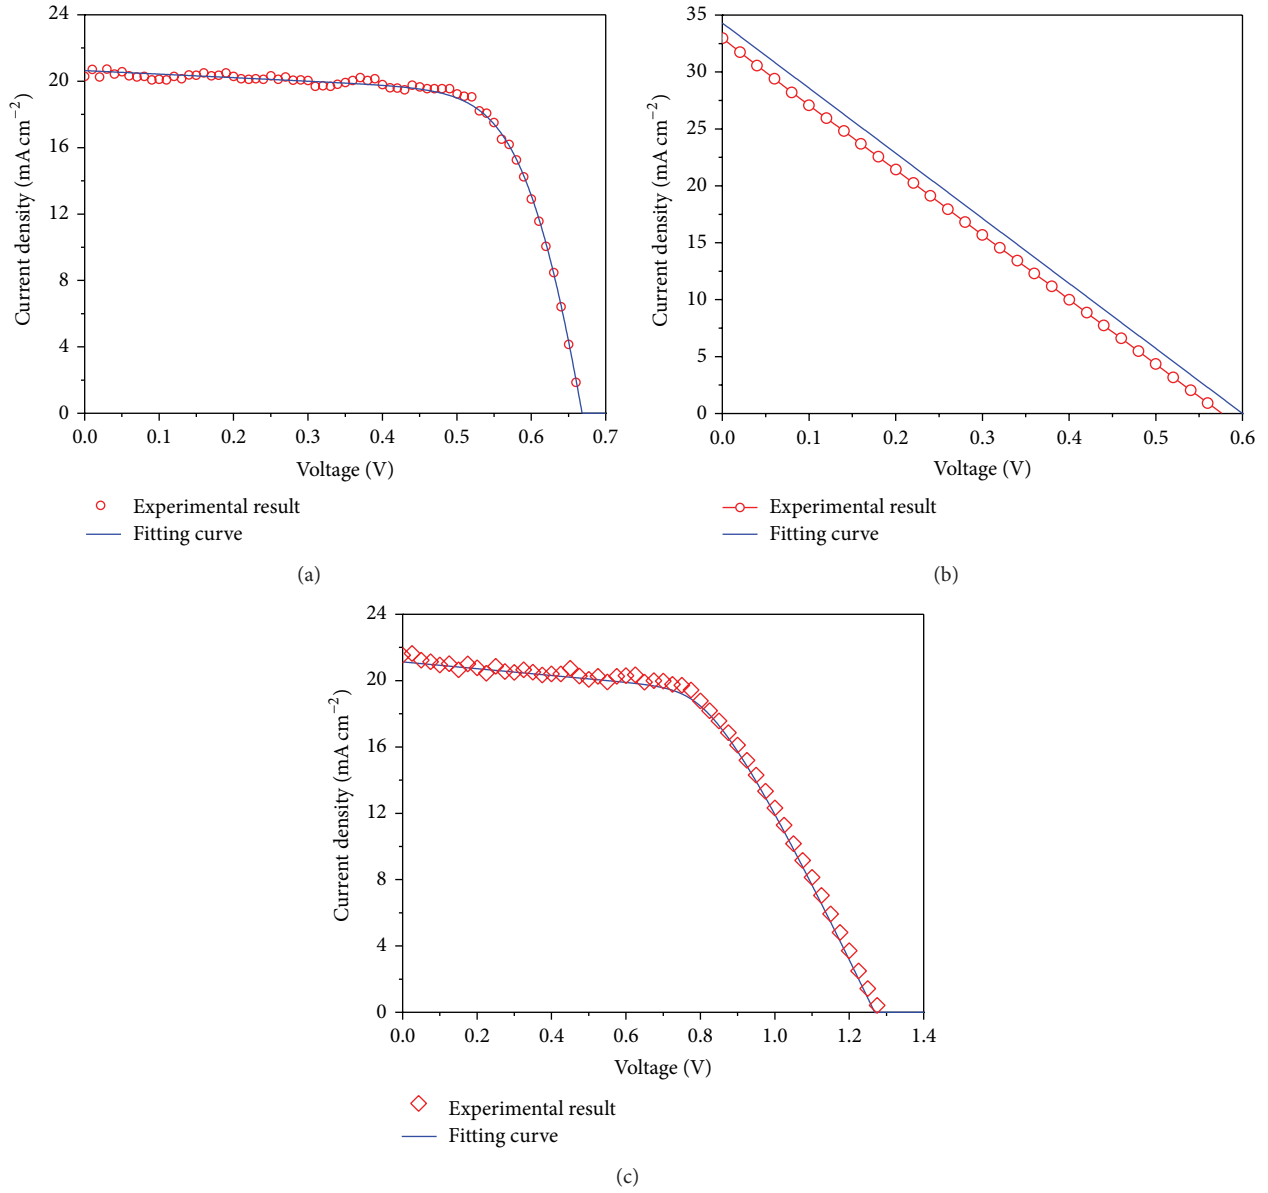 24
20
16
12
8
4
0
Current density (mA cm−2)
0.0 0.1 0.2 0.3 0.4 0.5 0.6 0.7
Voltage (V)
Experimental result
Fitting curve
(a)
35
30
25
20
15
10
5
0
Current density (mA cm−2)
0.0 0.1 0.2 0.3 0.4 0.5 0.6
Voltage (V)
Experimental result
Fitting curve
(b)
24
20
16
12
8
4
0
Current density (mA cm−2)
0.0 0.2 0.4 0.6 0.8 1.0 1.2 1.4
Voltage (V)
Experimental result
Fitting curve
(c)